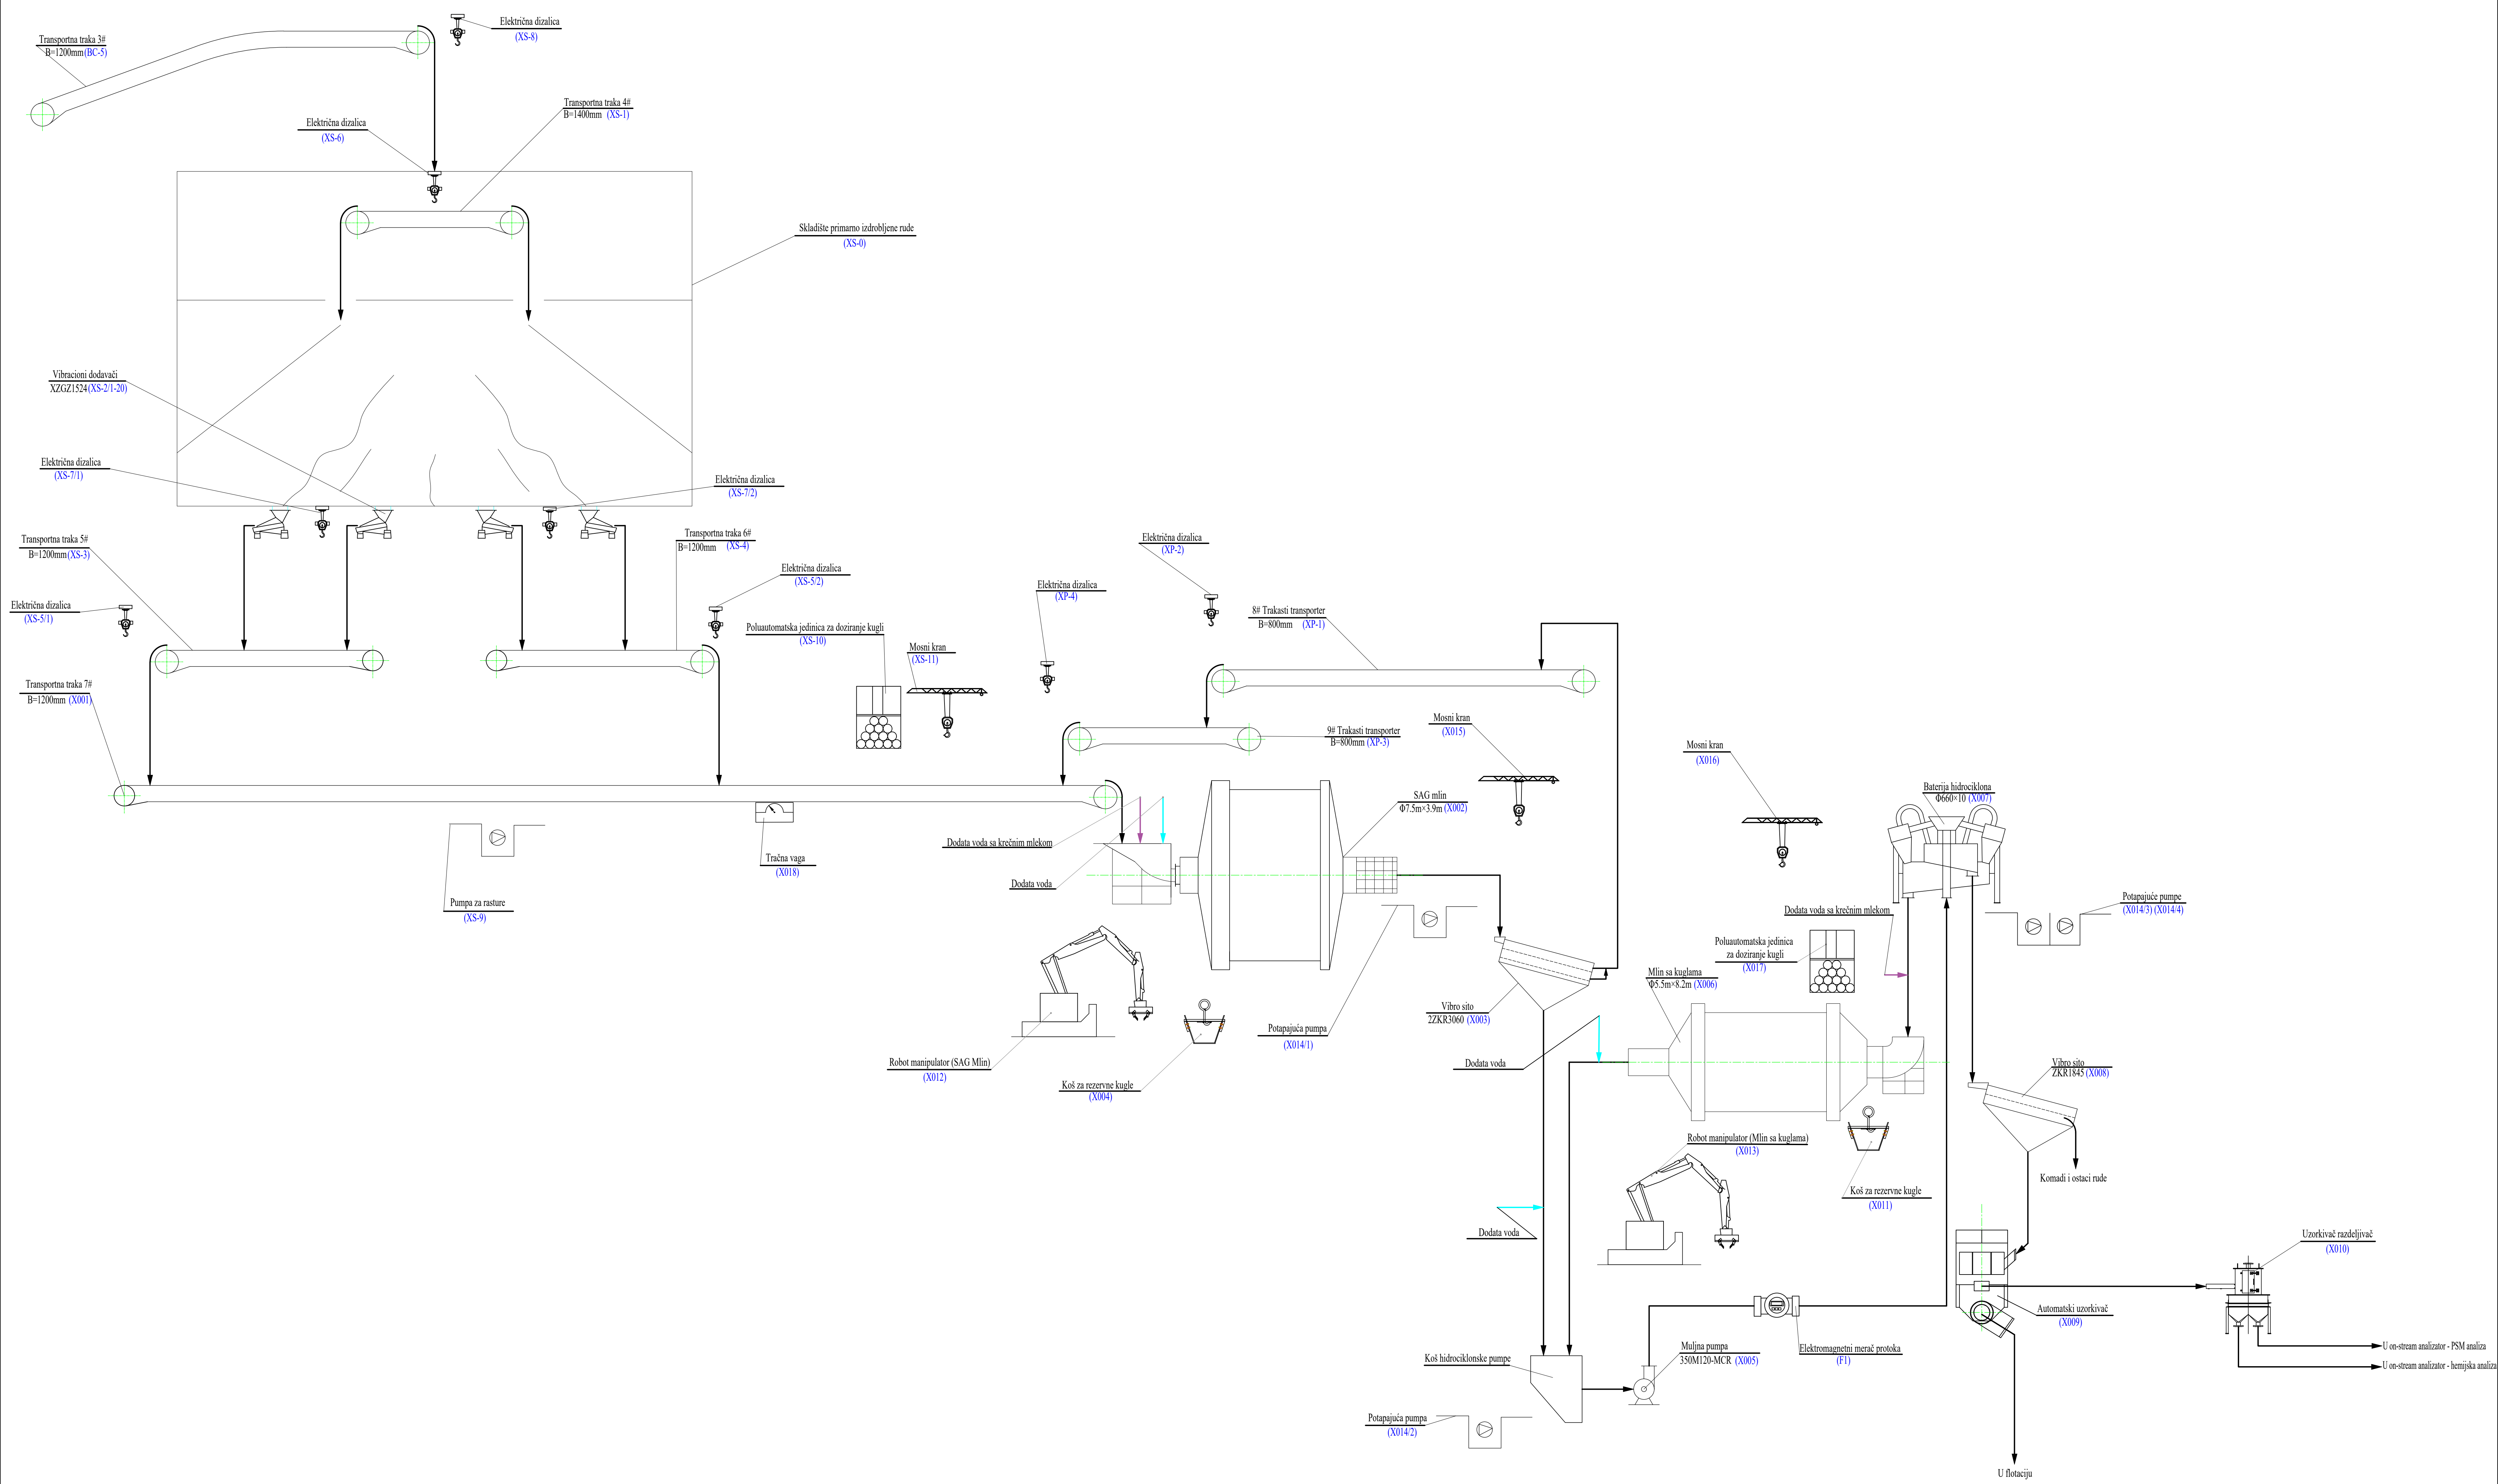 Električna dizalica
(XS-8)
Transportna traka 3#
B=1200mm(BC-5)
Transportna traka 4#
B=1400mm (XS-1)
Električna dizalica
(XS-6)
Skladište primarno izdrobljene rude
(XS-0)
Vibracioni dodavači
XZGZ1524(XS-2/1-20)
Električna dizalica
(XS-7/1)
Električna dizalica
(XS-7/2)
Transportna traka 5#
B=1200mm(XS-3)
Transportna traka 6#
B=1200mm (XS-4)
Električna dizalica
(XP-2)
Električna dizalica
(XS-5/2)
Električna dizalica
(XP-4)
Električna dizalica
(XS-5/1)
8# Trakasti transporter
B=800mm (XP-1)
Poluautomatska jedinica za doziranje kugli
(XS-10)
Mosni kran
(XS-11)
Transportna traka 7#
B=1200mm (X001)
9# Trakasti transporter
B=800mm (XP-3)
Mosni kran
(X015)
Mosni kran
(X016)
SAG mlin
Φ7.5m×3.9m (X002)
Baterija hidrociklona
Φ660×10 (X007)
Dodata voda sa krečnim mlekom
Tračna vaga
(X018)
Dodata voda
Pumpa za rasture
(XS-9)
Potapajuće pumpe
(X014/3) (X014/4)
Dodata voda sa krečnim mlekom
Poluautomatska jedinica
za doziranje kugli
(X017)
Mlin sa kuglama
Φ5.5m×8.2m (X006)
Vibro sito
2ZKR3060 (X003)
Potapajuća pumpa
(X014/1)
Robot manipulator (SAG Mlin)
(X012)
Koš za rezervne kugle
(X004)
Dodata voda
Vibro sito
ZKR1845 (X008)
Robot manipulator (Mlin sa kuglama)
(X013)
Komadi i ostaci rude
Koš za rezervne kugle
(X011)
Dodata voda
Uzorkivač razdeljivač
(X010)
Automatski uzorkivač
(X009)
Muljna pumpa
350M120-MCR (X005)
Elektromagnetni merač protoka
(F1)
U on-stream analizator - PSM analiza
U on-stream analizator - hemijska analiza
Koš hidrociklonske pumpe
Potapajuća pumpa
(X014/2)
U flotaciju